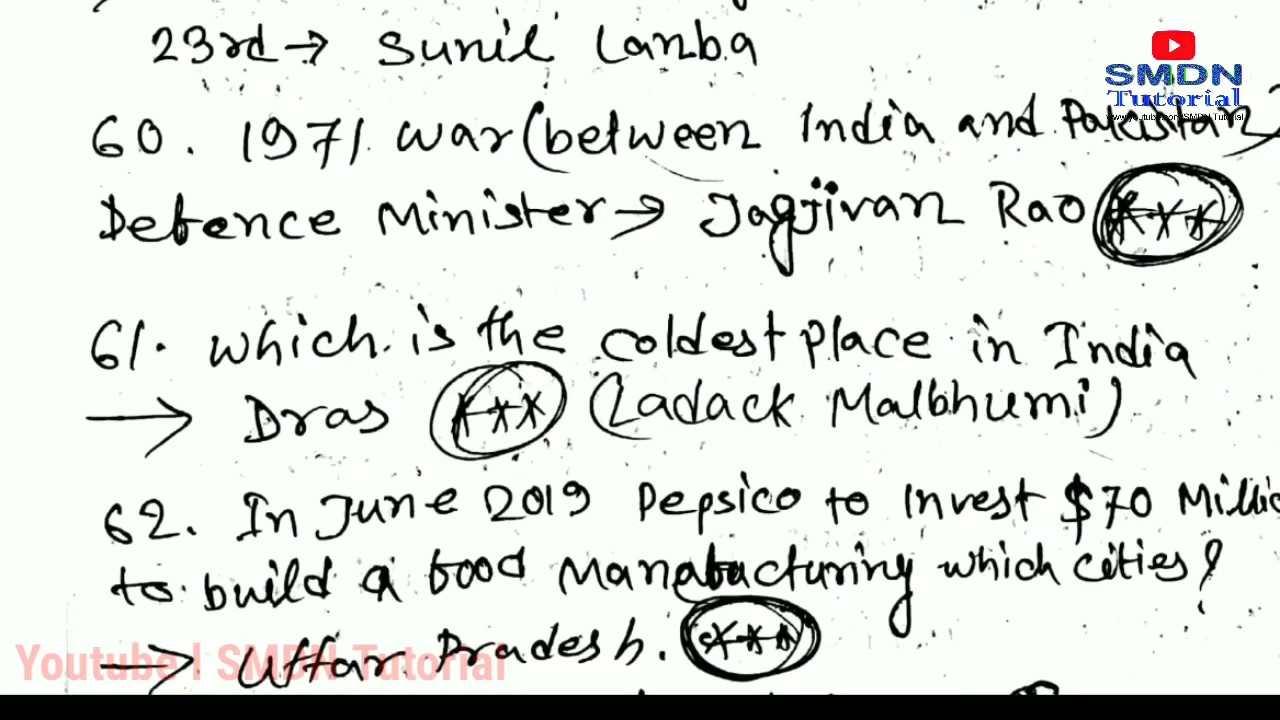 23rd → Sunil Lanba
SMDN
Tutorial
60. 1971 war (between India and Pakistan)
Defence Minister → Jagjivan Rao ***
61. which is the coldest place in India
→ Dras *** (Ladack Malbhumi)
62. In June 2019 Pepsico to Invest $70 Millio
to build a food Manafacturing which cities?
→ Uttar Pradesh. ***
Youtube | SMDN Tutorial